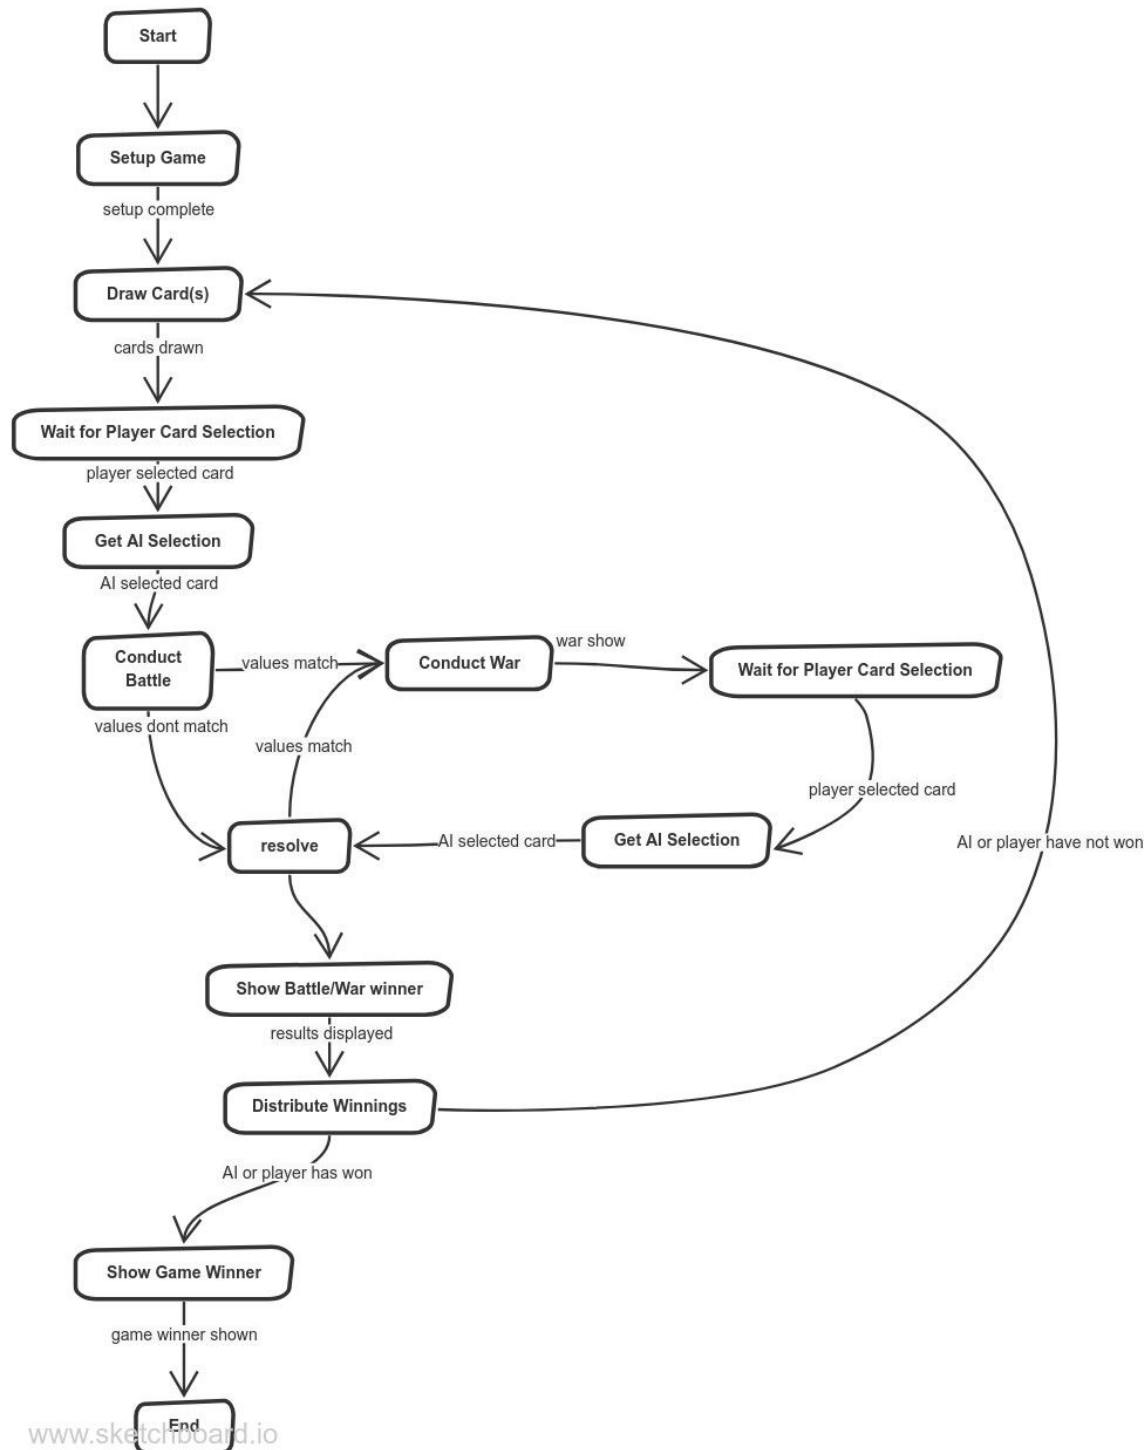 Start
Setup Game
setup complete
Draw Card(s)
cards drawn
Wait for Player Card Selection
player selected card
Get AI Selection
AI selected card
Conduct
Battle
values match
Conduct War
war show
Wait for Player Card Selection
values dont match
values match
player selected card
resolve
AI selected card
Get AI Selection
AI or player have not won
Show Battle/War winner
results displayed
Distribute Winnings
AI or player has won
Show Game Winner
game winner shown
End
www.sketchboard.io